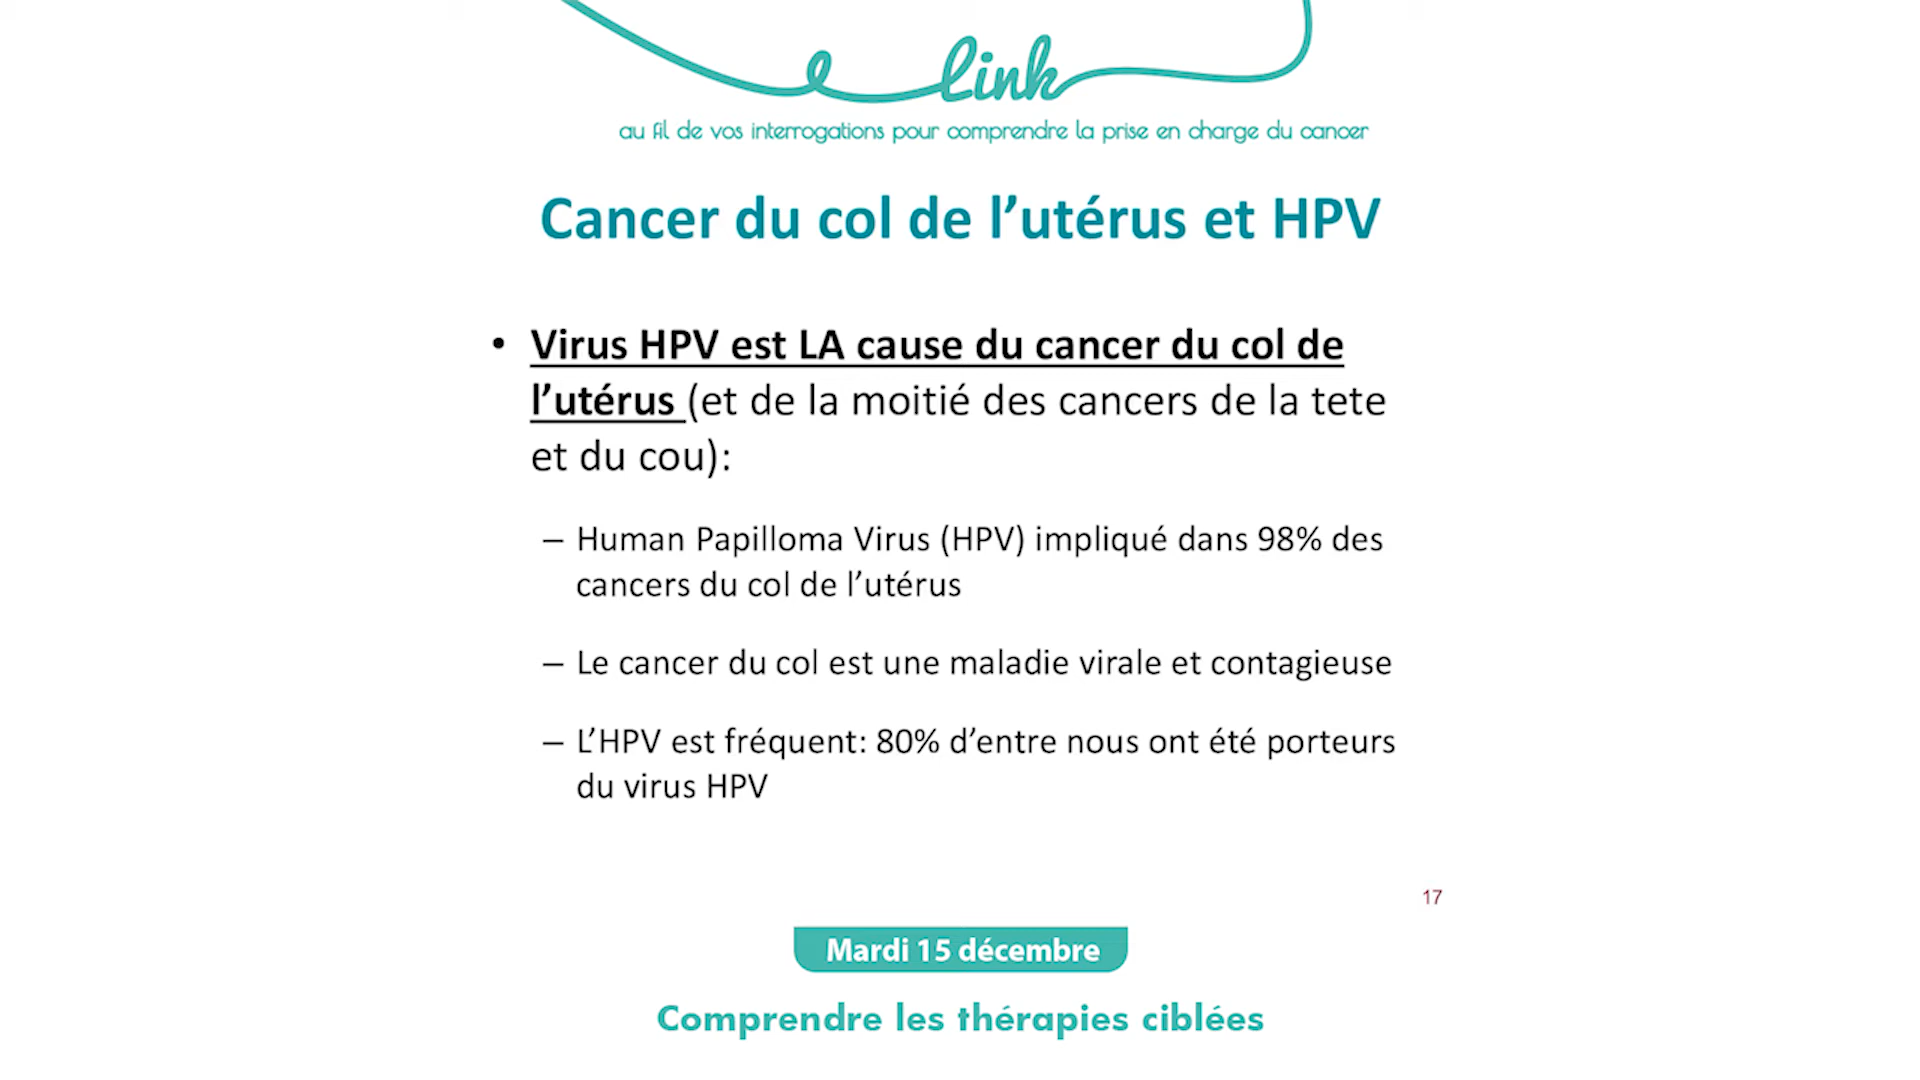 Link
au fil de vos interrogations pour comprendre la prise en charge du cancer
Cancer du col de l’utérus et HPV
• Virus HPV est LA cause du cancer du col de
l’utérus (et de la moitié des cancers de la tete
et du cou):
– Human Papilloma Virus (HPV) impliqué dans 98% des
cancers du col de l’utérus
– Le cancer du col est une maladie virale et contagieuse
– L’HPV est fréquent: 80% d’entre nous ont été porteurs
du virus HPV
17
Mardi 15 décembre
Comprendre les thérapies ciblées